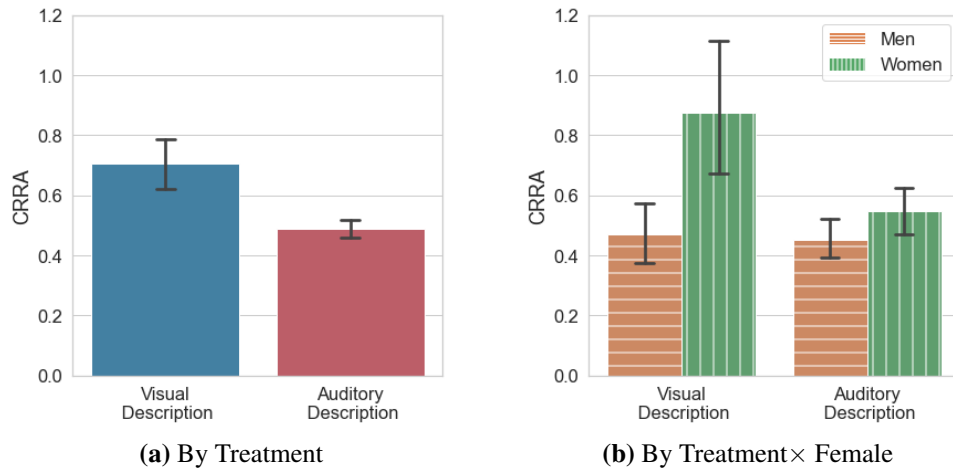 1.2
1.0
0.8
0.6
0.4
0.2
0.0
CRRA
Visual
Description
Auditory
Description
(a) By Treatment
1.2
1.0
0.8
0.6
0.4
0.2
0.0
CRRA
Men
Women
Visual
Description
Auditory
Description
(b) By Treatment× Female